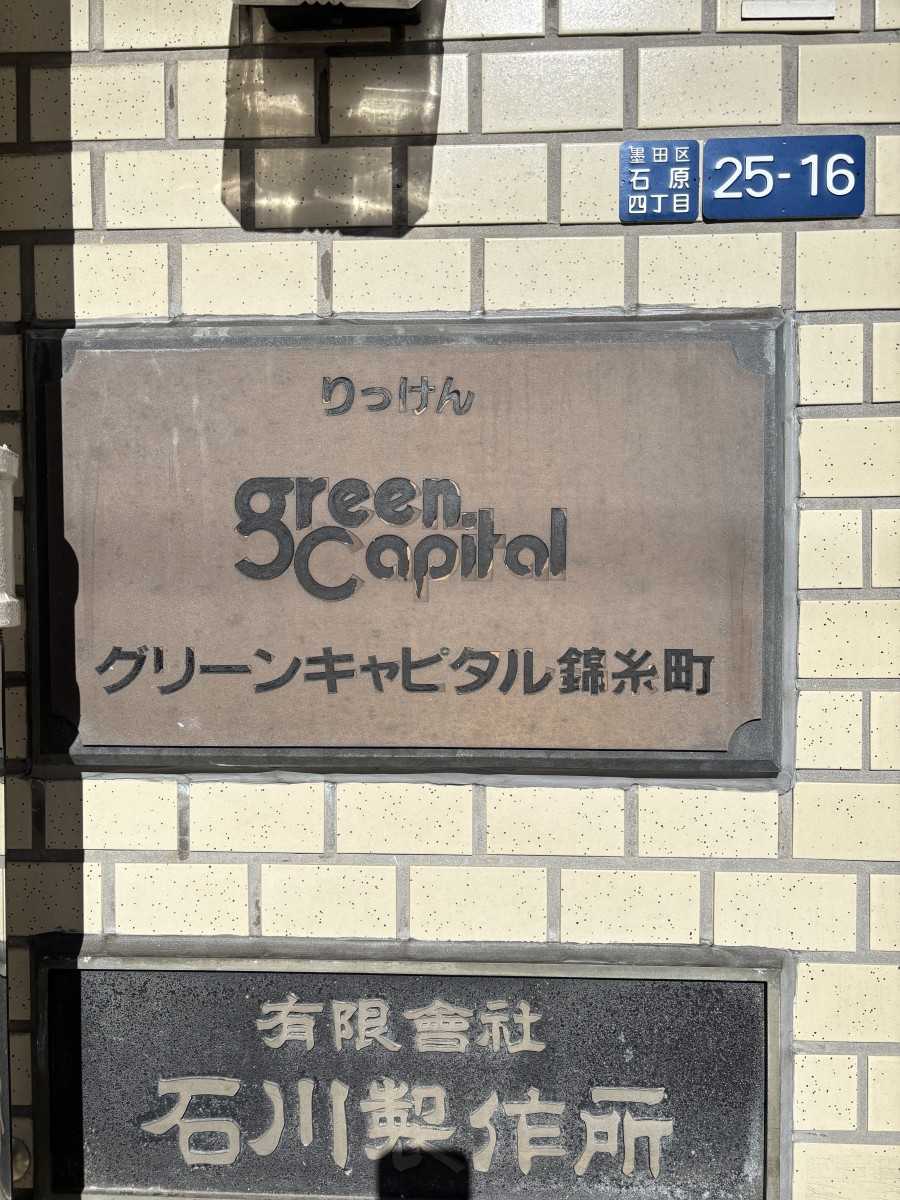 墨田区
石原
四丁目
25-16
りっけん
green
Capital
グリーンキャピタル錦糸町
有限會社
石川製作所